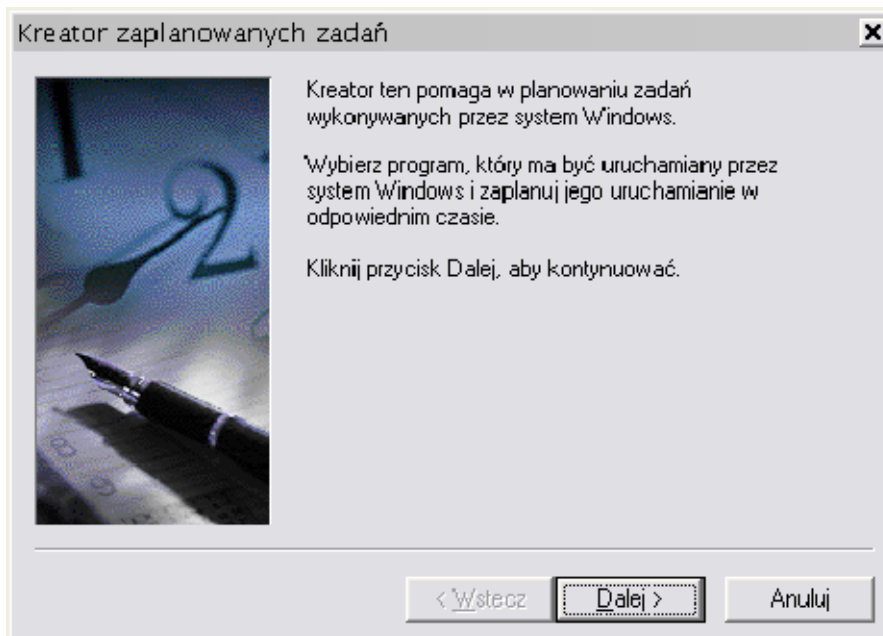 Kreator zaplanowanych zadań
Kreator ten pomaga w planowaniu zadań
wykonywanych przez system Windows.
Wybierz program, który ma być uruchamiany przez
system Windows i zaplanuj jego uruchamianie w
odpowiednim czasie.
Kliknij przycisk Dalej, aby kontynuować.
2
< Wstecz
Dalej >
Anuluj